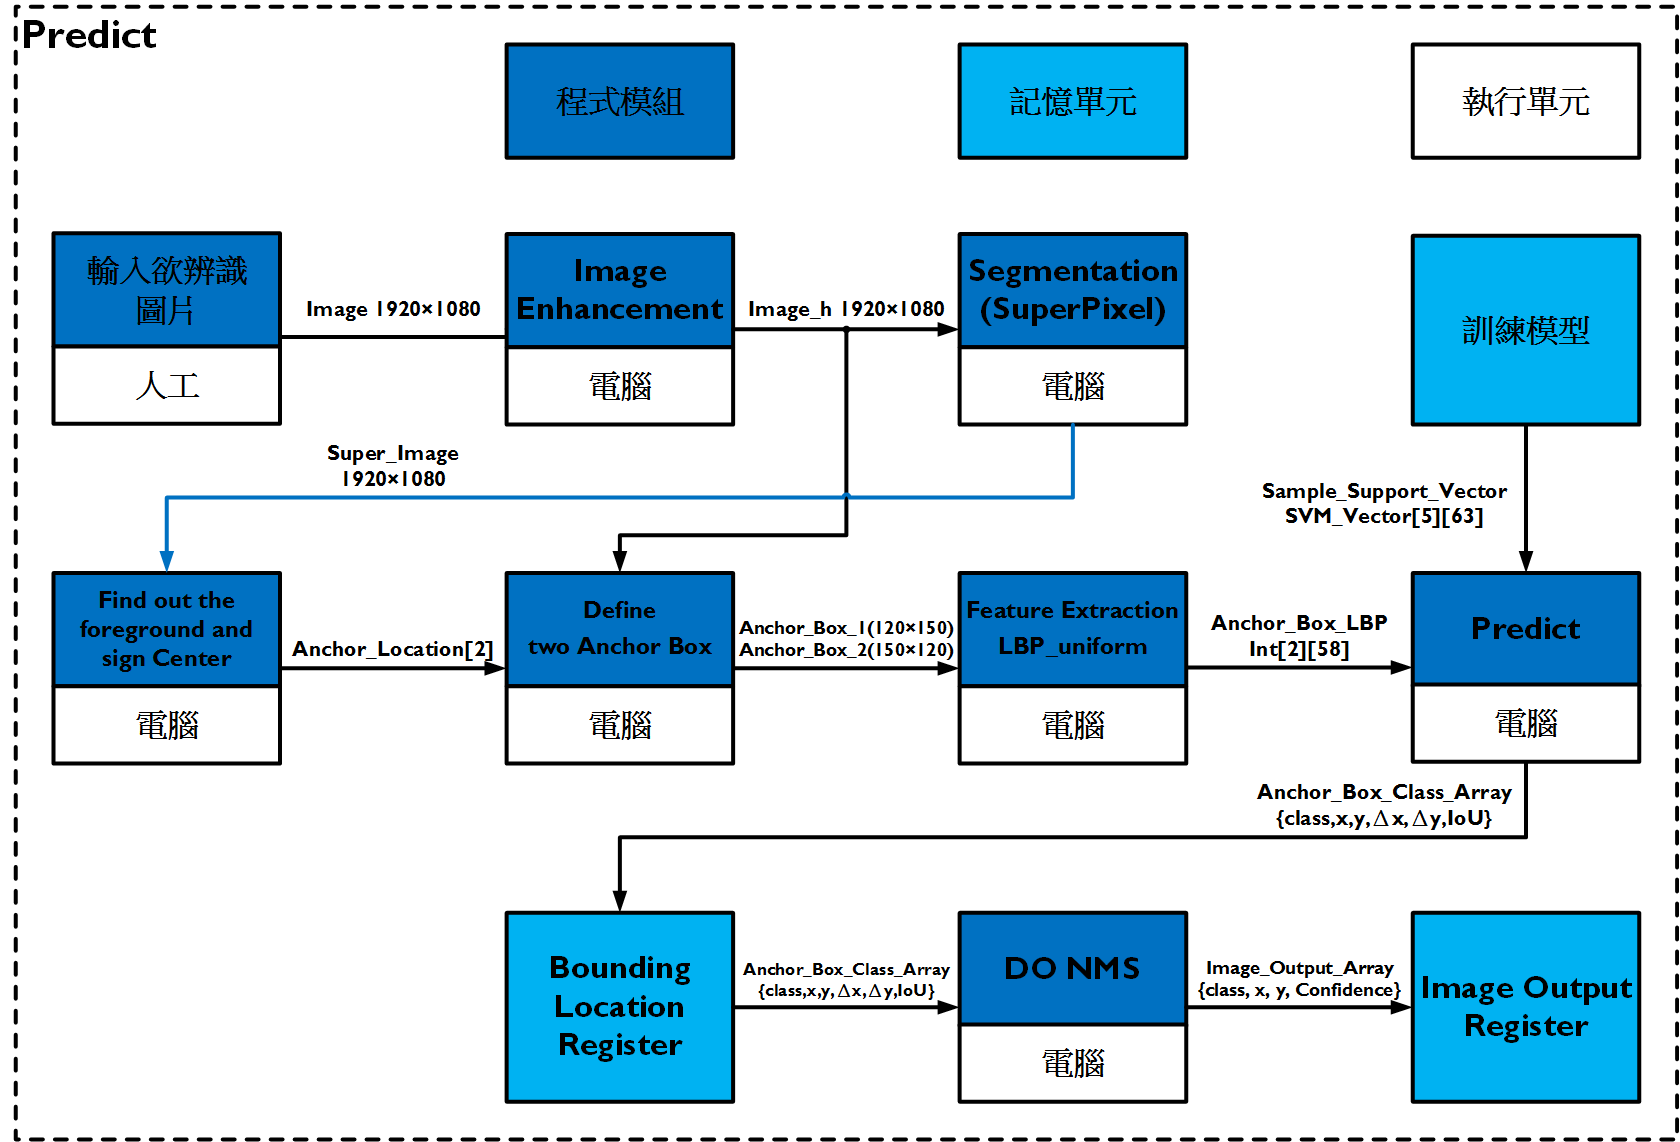 Predict
程式模組
記憶單元
執行單元
輸入欲辨識
圖片
人工
Image 1920×1080
Image
Enhancement
電腦
Image_h 1920×1080
Segmentation
(SuperPixel)
電腦
訓練模型
Super_Image
1920×1080
Sample_Support_Vector
SVM_Vector[5][63]
Find out the
foreground and
sign Center
電腦
Anchor_Location[2]
Define
two Anchor Box
電腦
Anchor_Box_1(120×150)
Anchor_Box_2(150×120)
Feature Extraction
LBP_uniform
電腦
Anchor_Box_LBP
Int[2][58]
Predict
電腦
Anchor_Box_Class_Array
{class,x,y,Δx,Δy,IoU}
Bounding
Location
Register
Anchor_Box_Class_Array
{class,x,y,Δx,Δy,IoU}
DO NMS
電腦
Image_Output_Array
{class, x, y, Confidence}
Image Output
Register